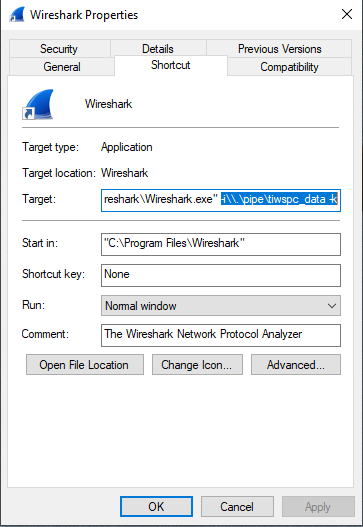 Wireshark Properties
Security Details Previous Versions
General Shortcut Compatibility
Wireshark
Target type: Application
Target location: Wireshark
Target: reshark\Wireshark.exe" -i\\.\pipe\tiwspc_data -k
Start in: "C:\Program Files\Wireshark"
Shortcut key: None
Run: Normal window
Comment: The Wireshark Network Protocol Analyzer
Open File Location Change Icon... Advanced...
OK Cancel Apply